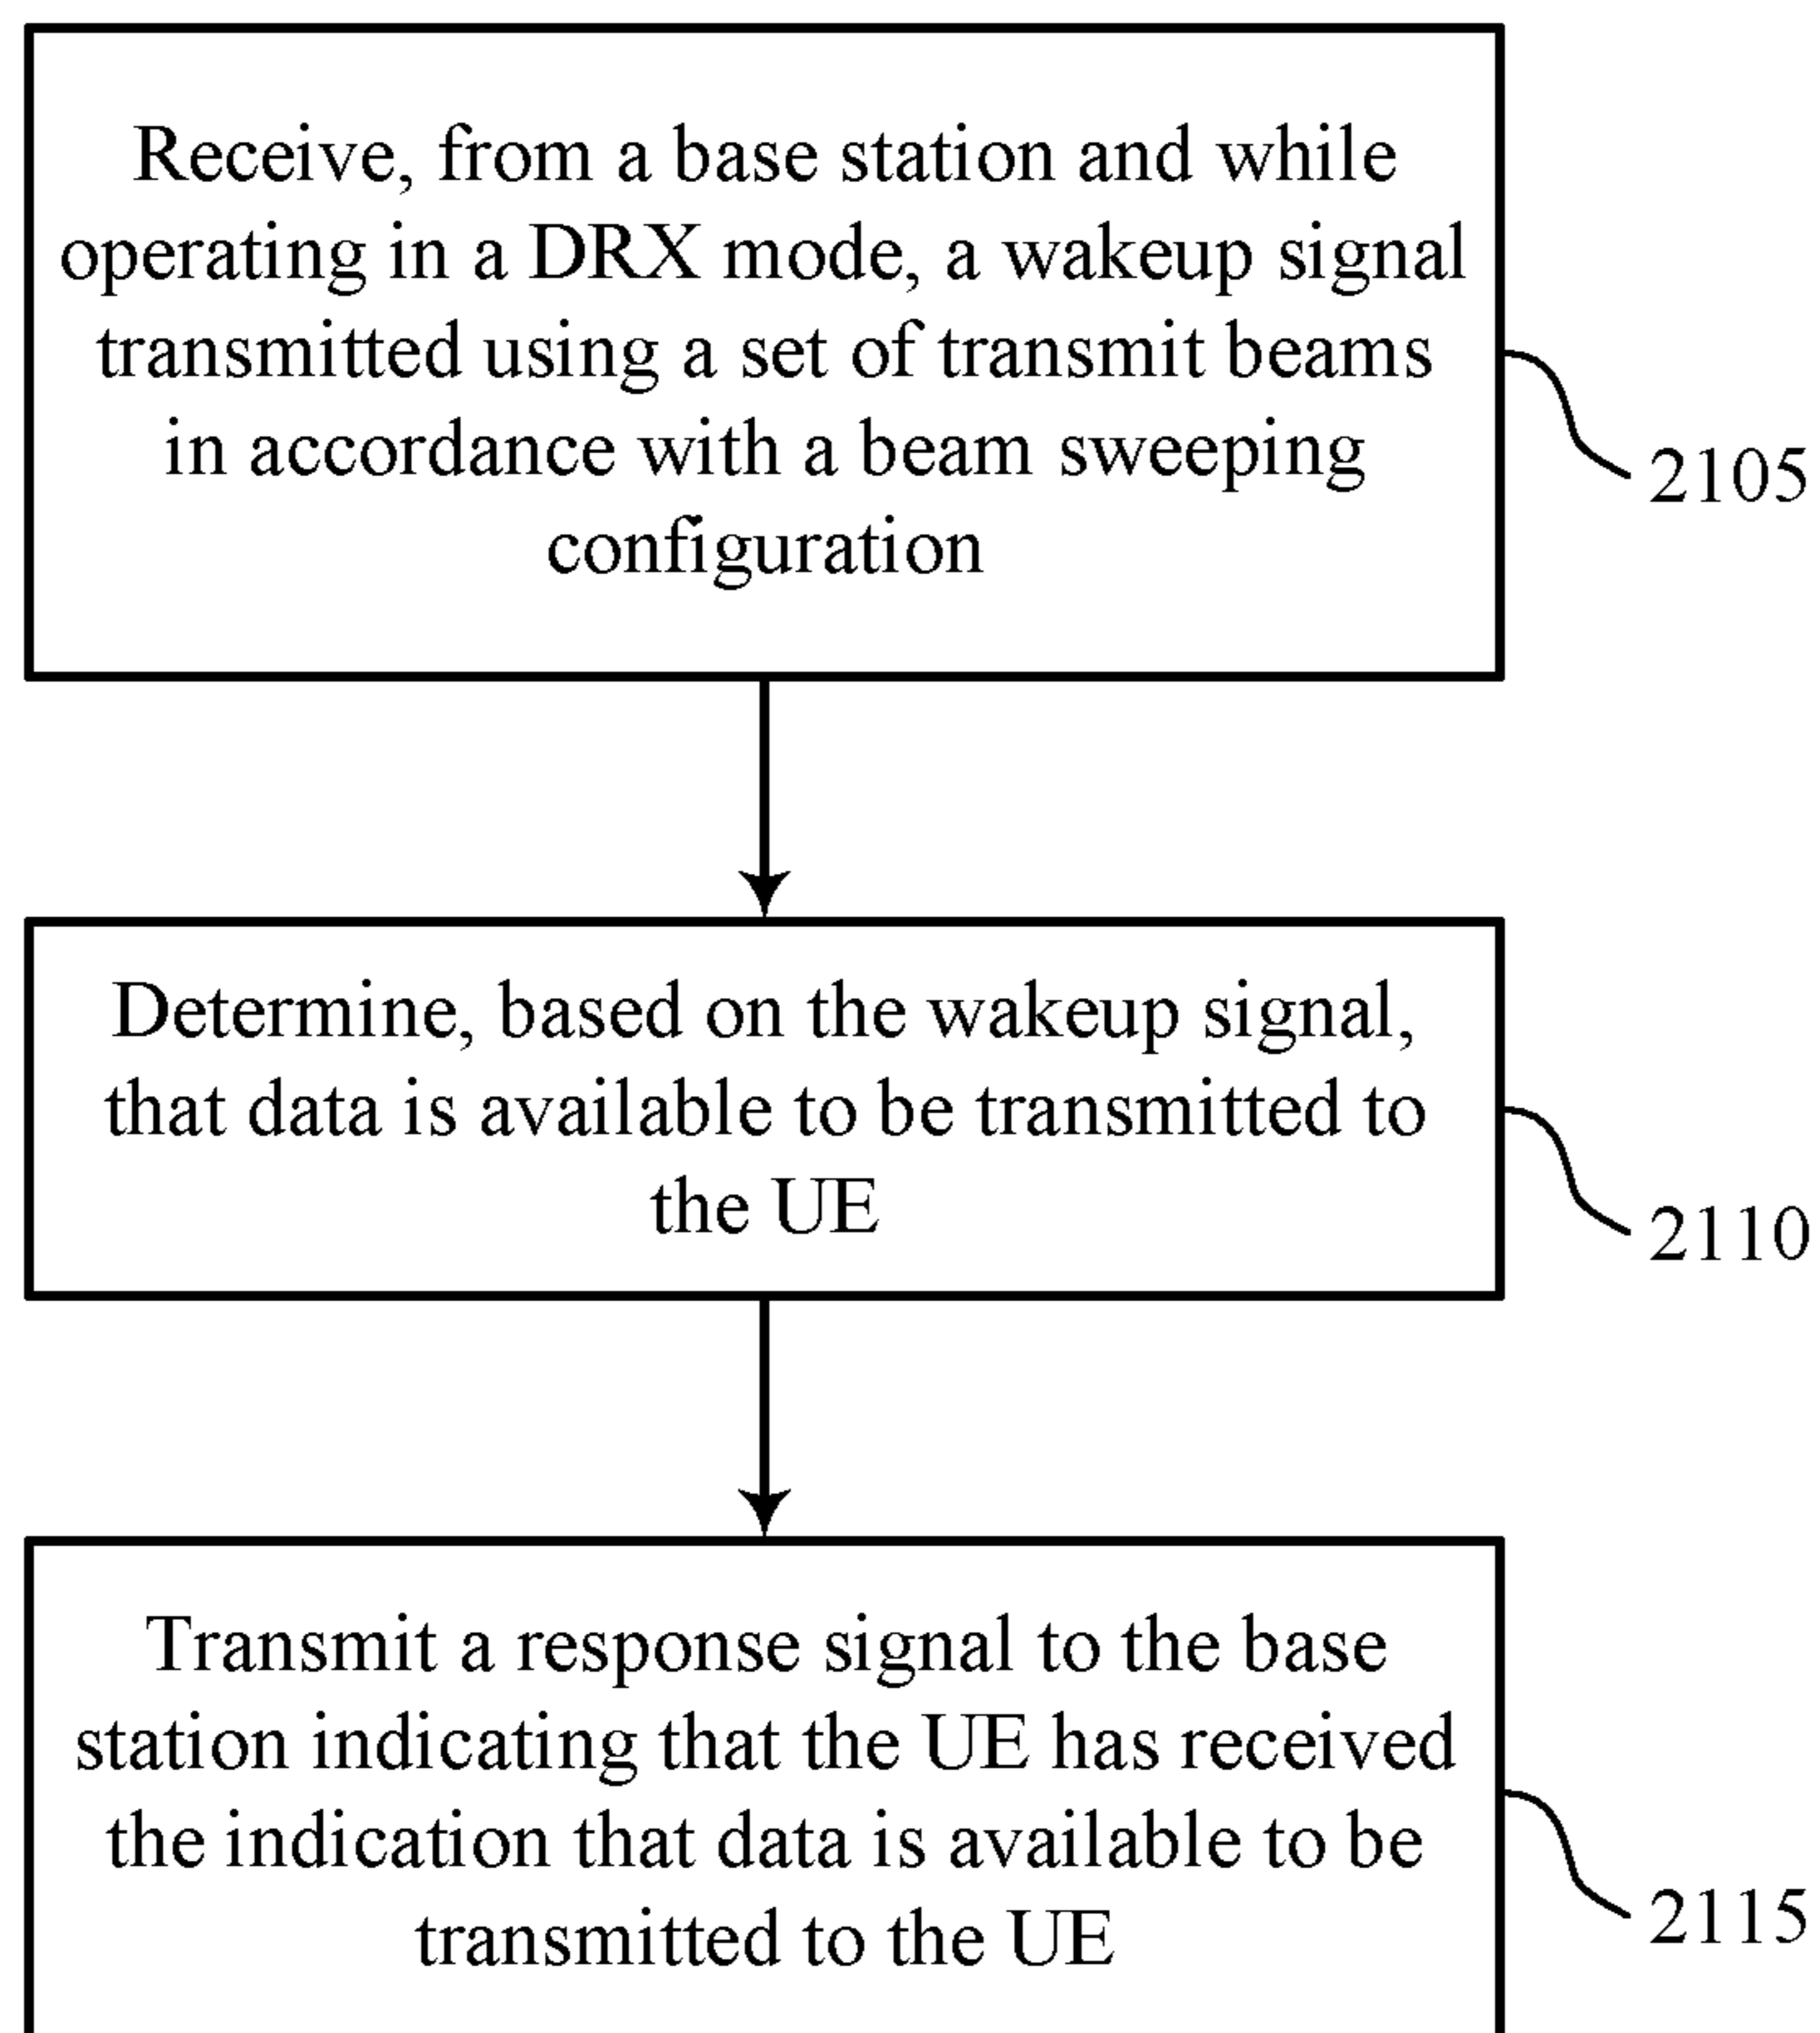 Receive, from a base station and while
operating in a DRX mode, a wakeup signal
transmitted using a set of transmit beams
in accordance with a beam sweeping
configuration
2105
Determine, based on the wakeup signal,
that data is available to be transmitted to
the UE
2110
Transmit a response signal to the base
station indicating that the UE has received
the indication that data is available to be
transmitted to the UE
2115